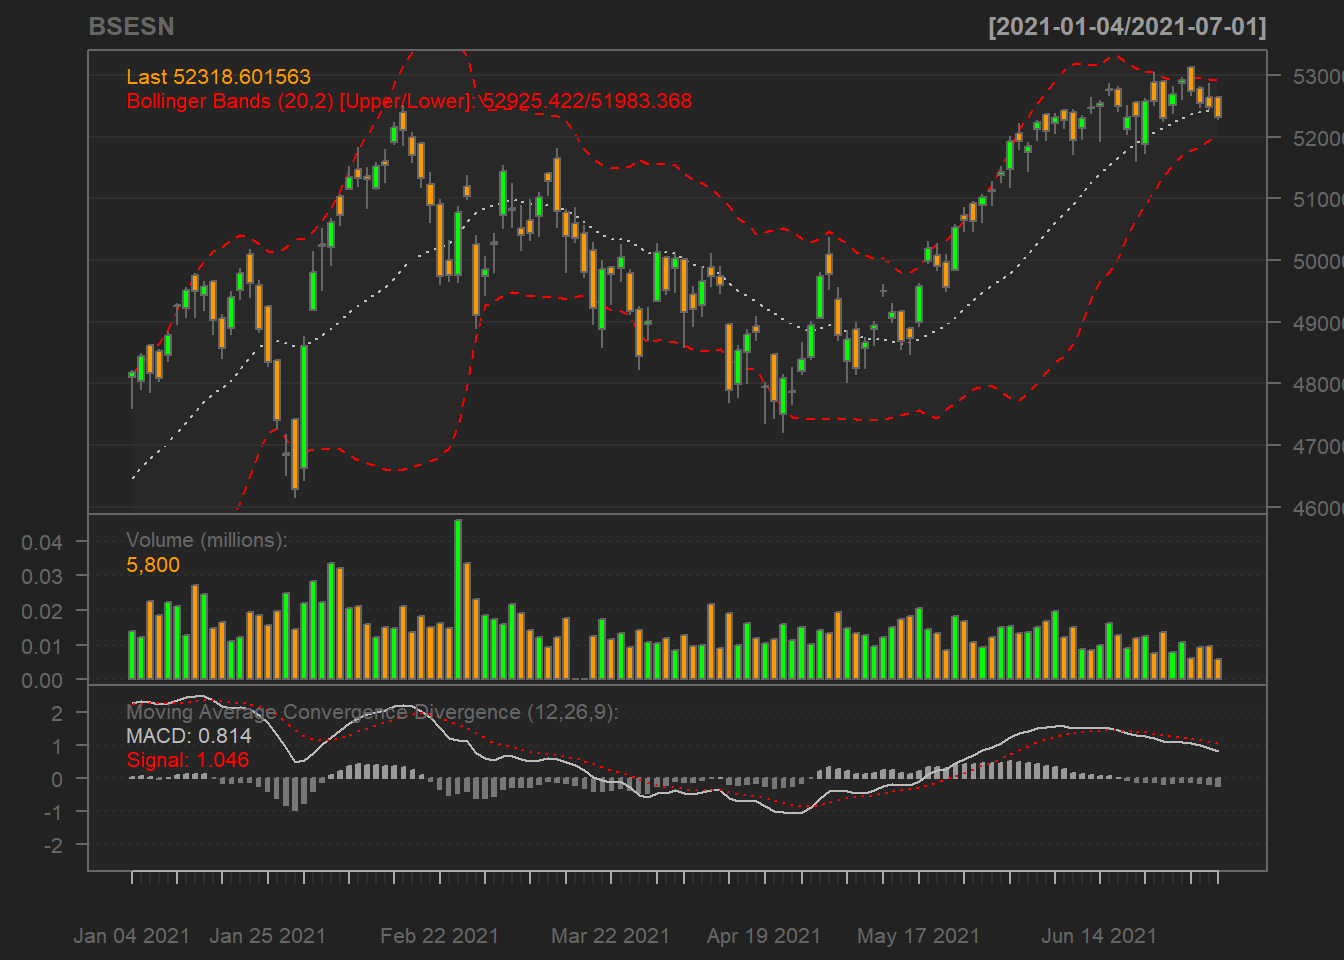 BSESN [2021-01-04/2021-07-01]
Last 52318.601563
Bollinger Bands (20,2) [Upper/Lower]: 52925.422/51983.368
53000
52000
51000
50000
49000
48000
47000
46000
Volume (millions):
5,800
0.04
0.03
0.02
0.01
0.00
Moving Average Convergence Divergence (12,26,9):
MACD: 0.814
Signal: 1.046
2
1
0
-1
-2
Jan 04 2021 Jan 25 2021 Feb 22 2021 Mar 22 2021 Apr 19 2021 May 17 2021 Jun 14 2021